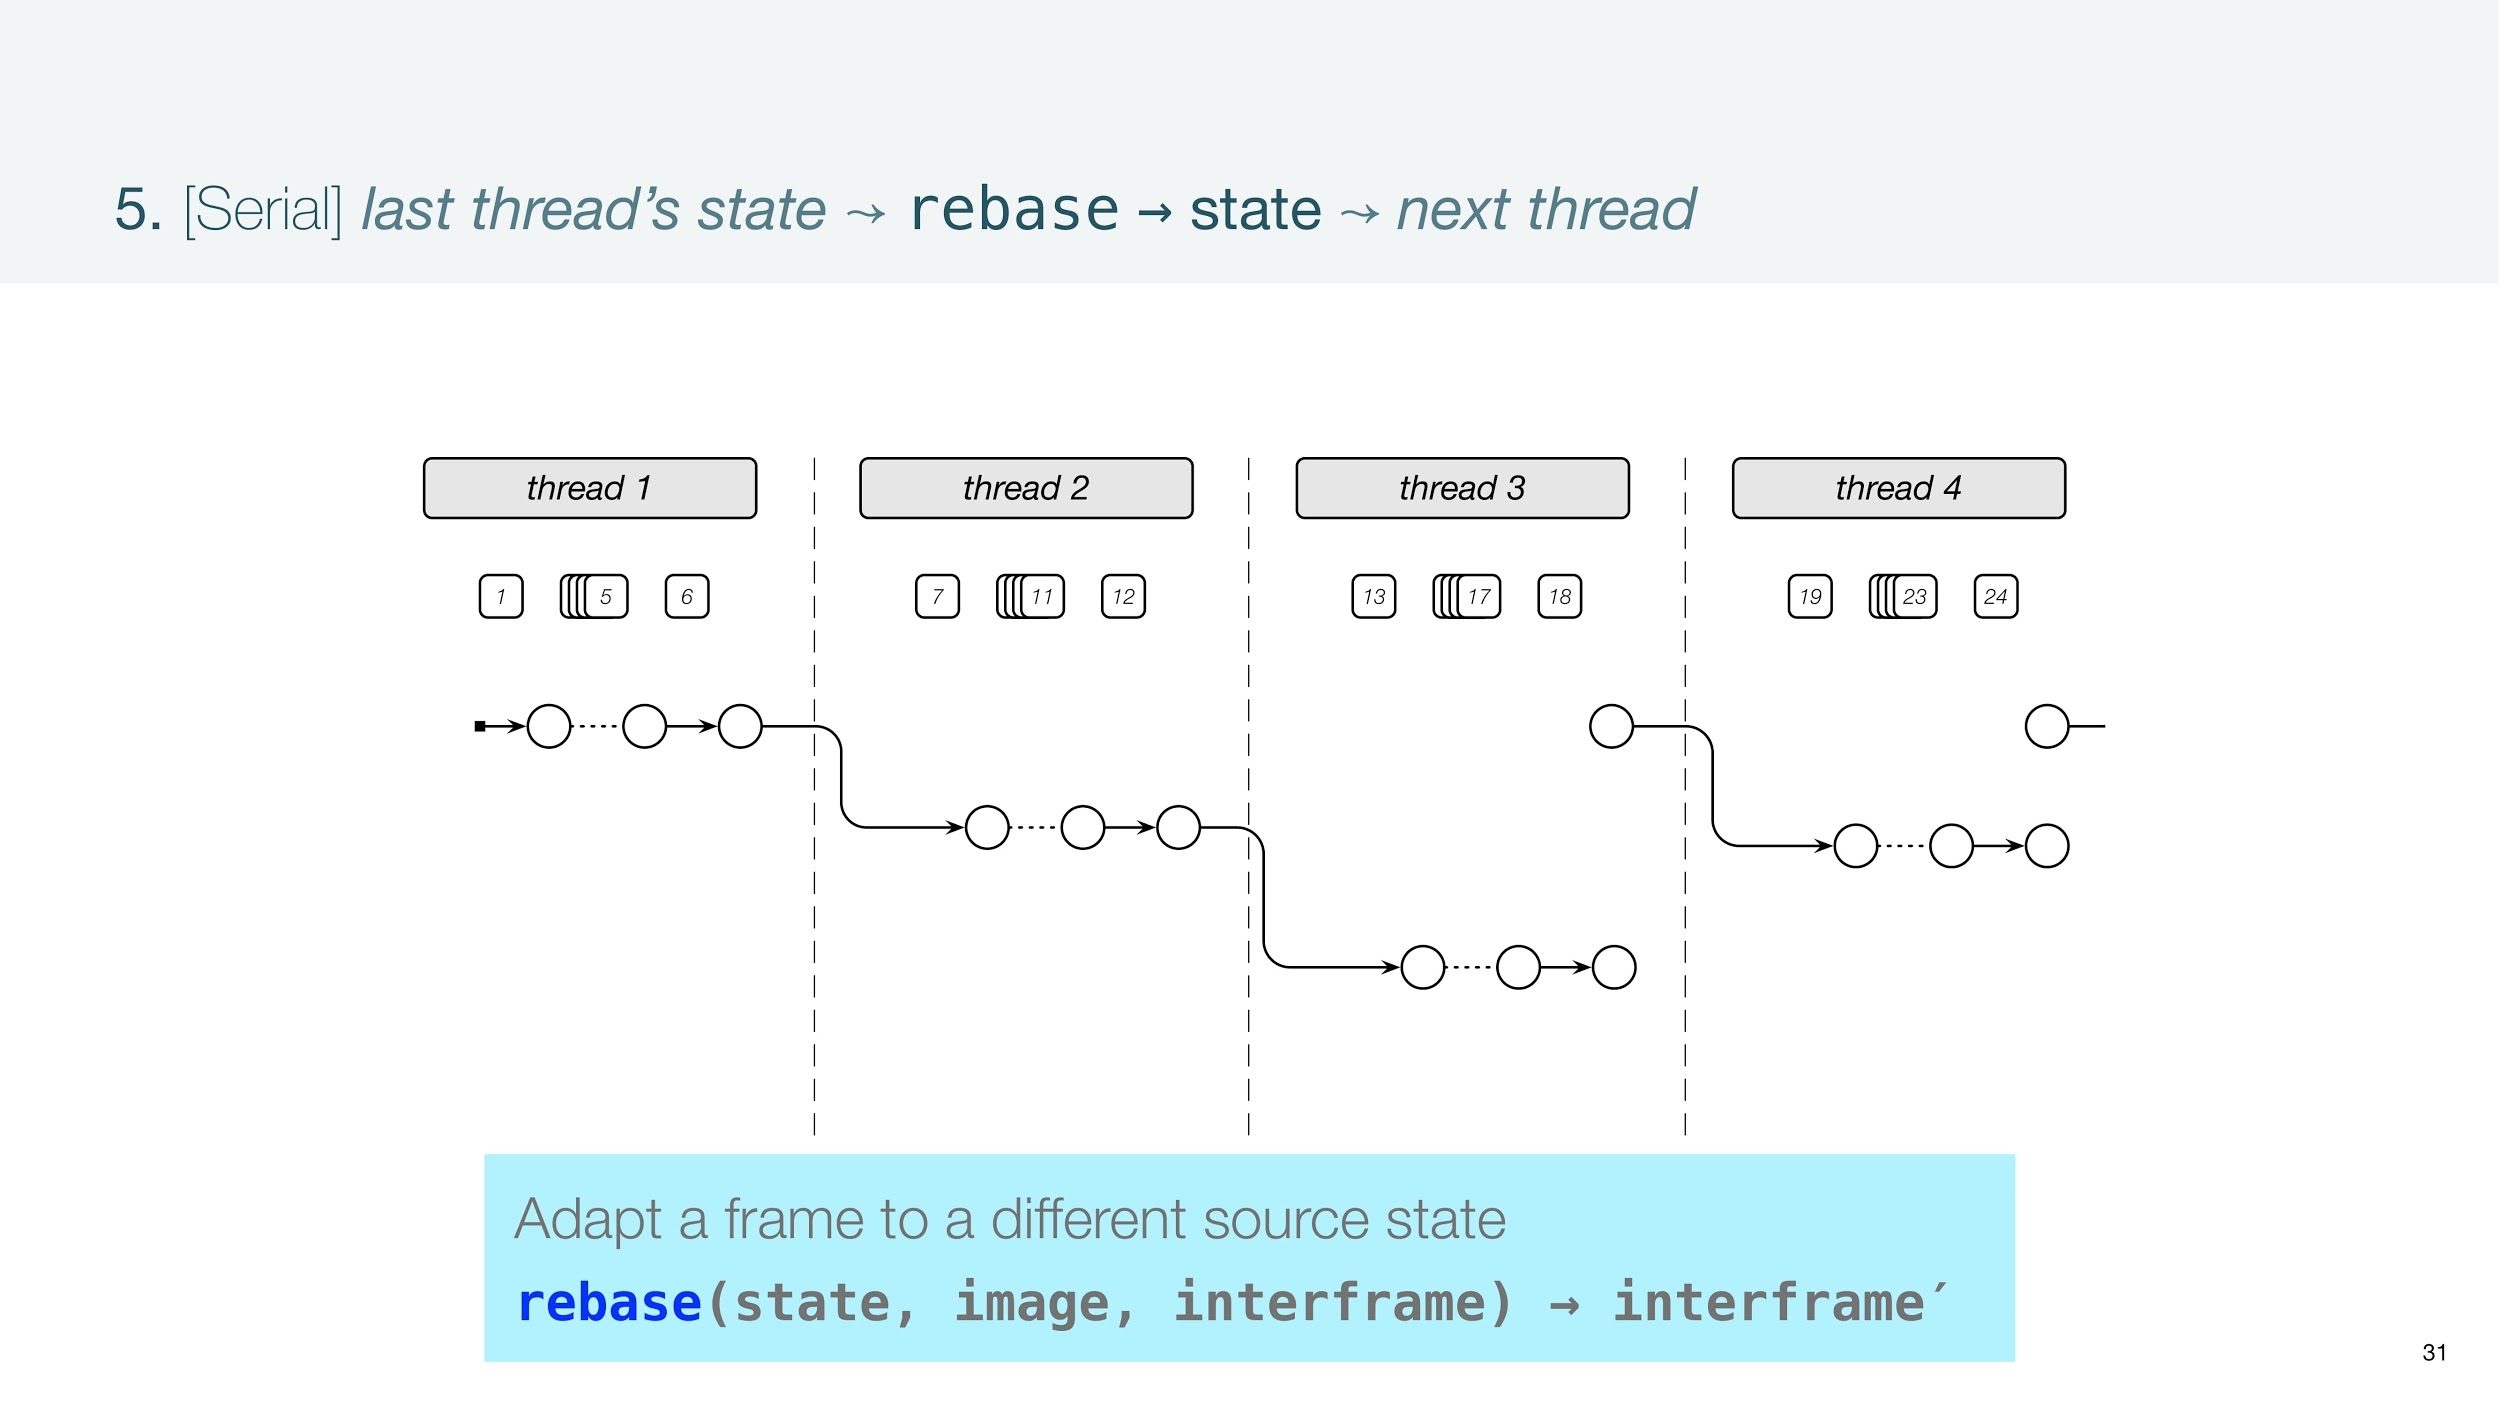 5. [Serial] last thread’s state ⤳ rebase → state ⤳ next thread
thread 1 thread 2 thread 3 thread 4
1 5 6 7 11 12 13 17 18 19 23 24
Adapt a frame to a different source state
rebase(state, image, interframe) → interframe′
31